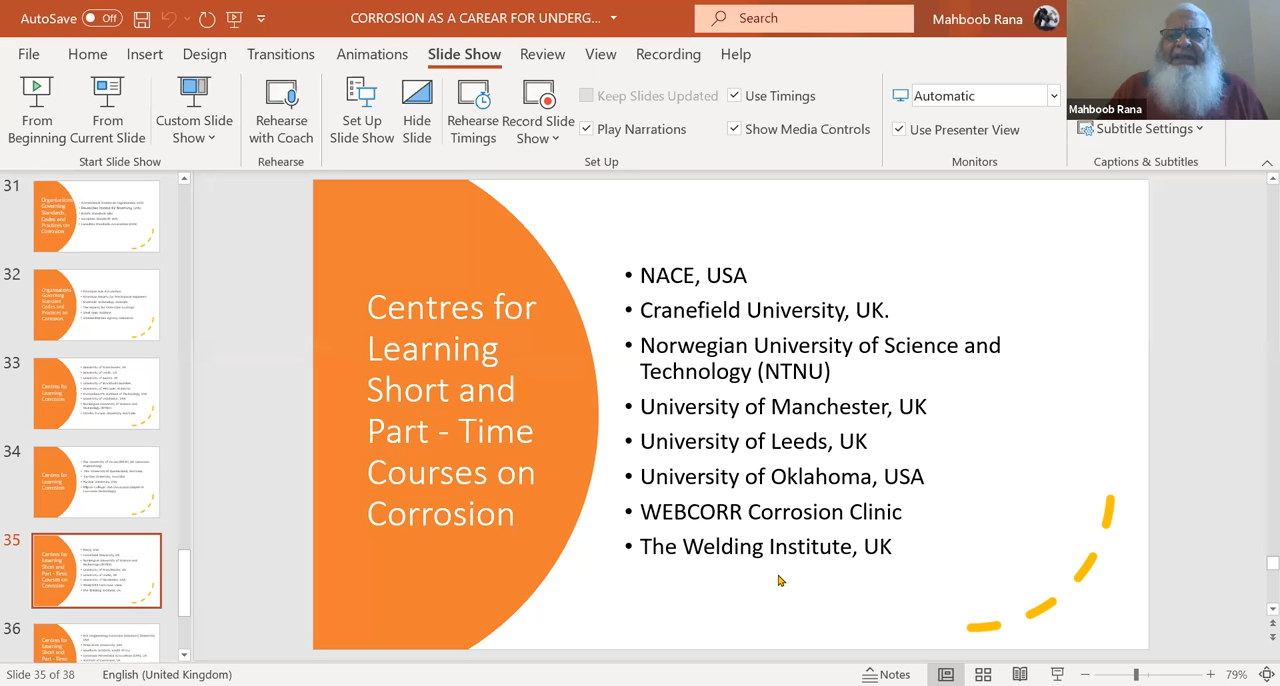 AutoSave Off
CORROSION AS A CAREAR FOR UNDERG...
Search
Mahboob Rana
File Home Insert Design Transitions Animations Slide Show Review View Recording Help
From Beginning
From Current Slide
Custom Slide Show
Rehearse with Coach
Set Up Slide Show
Hide Slide
Rehearse Timings
Record Slide Show
Keep Slides Updated
Use Timings
Play Narrations
Show Media Controls
Automatic
Use Presenter View
Mahboob Rana
Subtitle Settings
Start Slide Show
Rehearse
Set Up
Monitors
Captions & Subtitles
31
32
33
34
35
36
Centres for
Learning
Short and
Part - Time
Courses on
Corrosion
• NACE, USA
• Cranefield University, UK.
• Norwegian University of Science and
Technology (NTNU)
• University of Manchester, UK
• University of Leeds, UK
• University of Oklahoma, USA
• WEBCORR Corrosion Clinic
• The Welding Institute, UK
Slide 35 of 38
English (United Kingdom)
Notes
79%